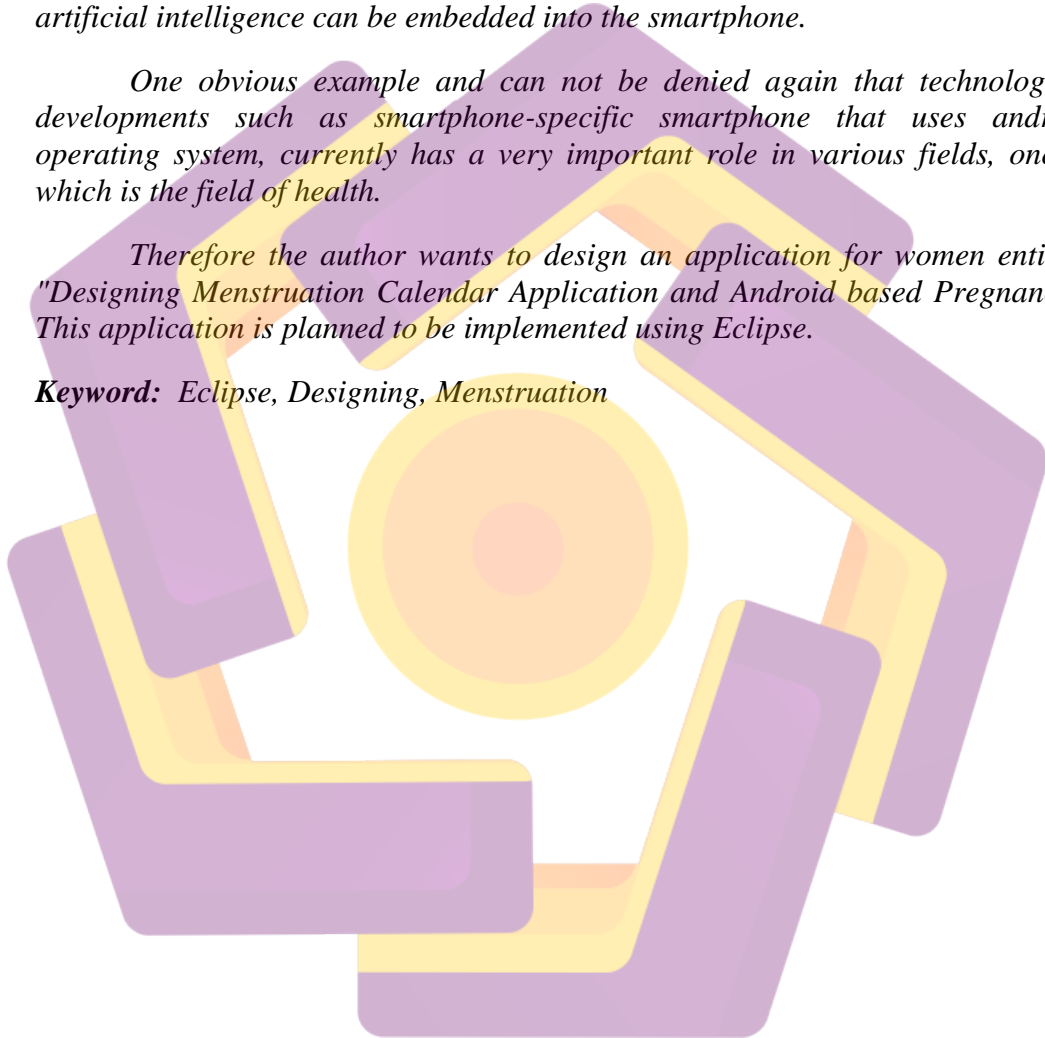 artificial intelligence can be embedded into the smartphone.
One obvious example and can not be denied again that technolog
developments such as smartphone-specific smartphone that uses andr
operating system, currently has a very important role in various fields, one
which is the field of health.
Therefore the author wants to design an application for women enti
"Designing Menstruation Calendar Application and Android based Pregnan
This application is planned to be implemented using Eclipse.
Keyword: Eclipse, Designing, Menstruation